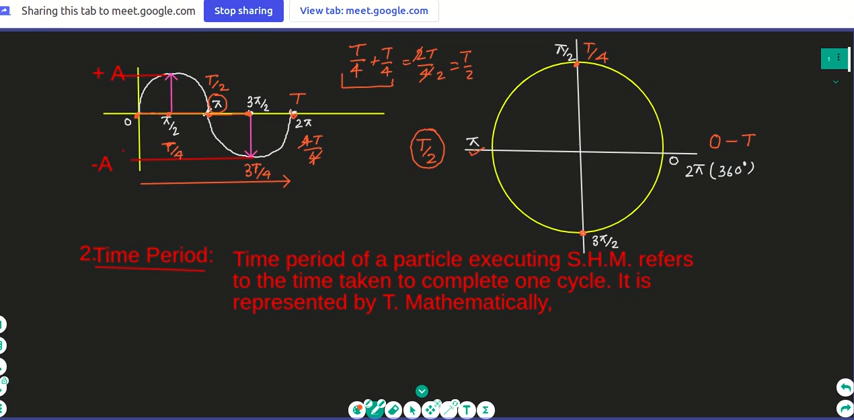 Sharing this tab to meet.google.com
Stop sharing
View tab: meet.google.com
+ A
T/2
T/4 + T/4 = 2T/4 2 = T/2
π/2 T/4
0 π/2 π 3π/2 T 2π
T/4
4T/4
-A
3T/4
T/2
π
0 - T
0 2π (360°)
3π/2
2.Time Period:
Time period of a particle executing S.H.M. refers
to the time taken to complete one cycle. It is
represented by T. Mathematically,
1
T
Σ